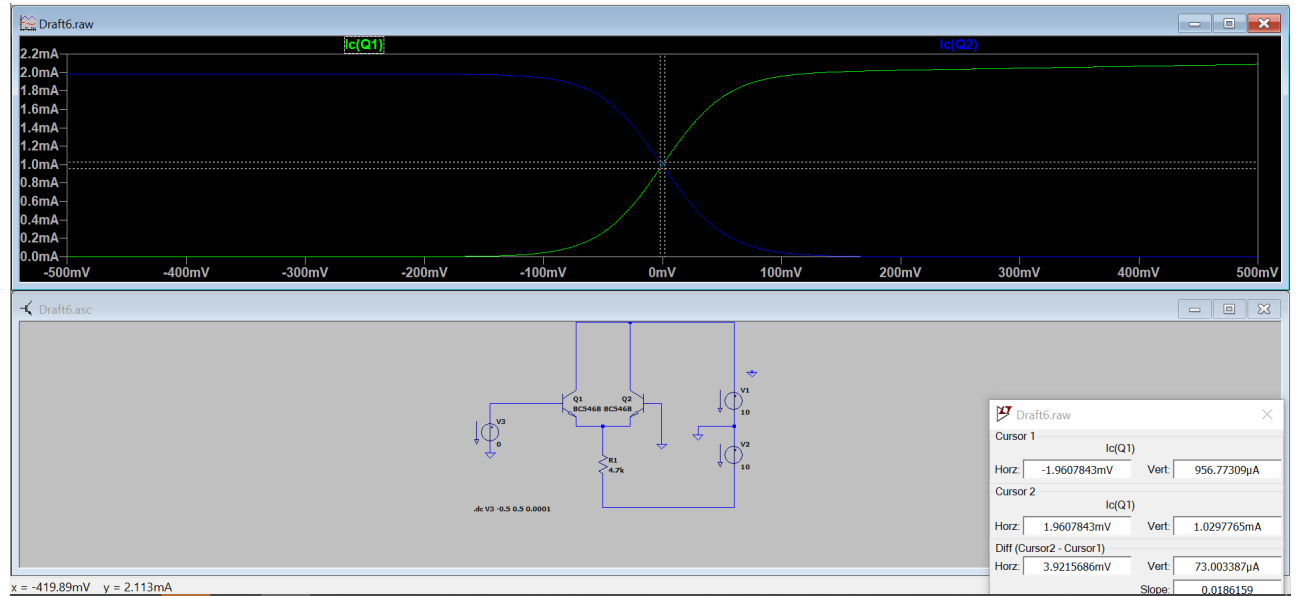 Draft6.raw
Ic(Q1) Ic(Q2)
2.2mA
2.0mA
1.8mA
1.6mA
1.4mA
1.2mA
1.0mA
0.8mA
0.6mA
0.4mA
0.2mA
0.0mA
-500mV -400mV -300mV -200mV -100mV 0mV 100mV 200mV 300mV 400mV 500mV
Draft6.asc
Q1 Q2
BC546B BC546B
V1
10
V3
0
V2
10
R1
4.7k
.dc V3 -0.5 0.5 0.0001
Draft6.raw
Cursor 1
Ic(Q1)
Horz: -1.9607843mV Vert: 956.77309µA
Cursor 2
Ic(Q1)
Horz: 1.9607843mV Vert: 1.0297765mA
Diff (Cursor2 - Cursor1)
Horz: 3.9215686mV Vert: 73.003387µA
Slope: 0.0186159
x = -419.89mV y = 2.113mA